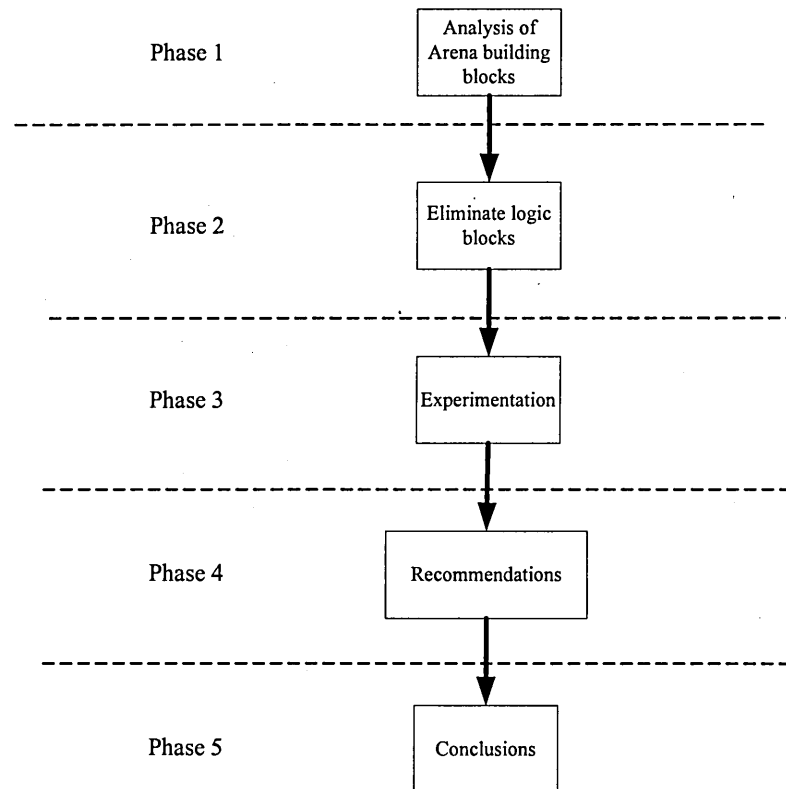 Phase 1
Analysis of
Arena building
blocks
Phase 2
Eliminate logic
blocks
Phase 3
Experimentation
Phase 4
Recommendations
Phase 5
Conclusions